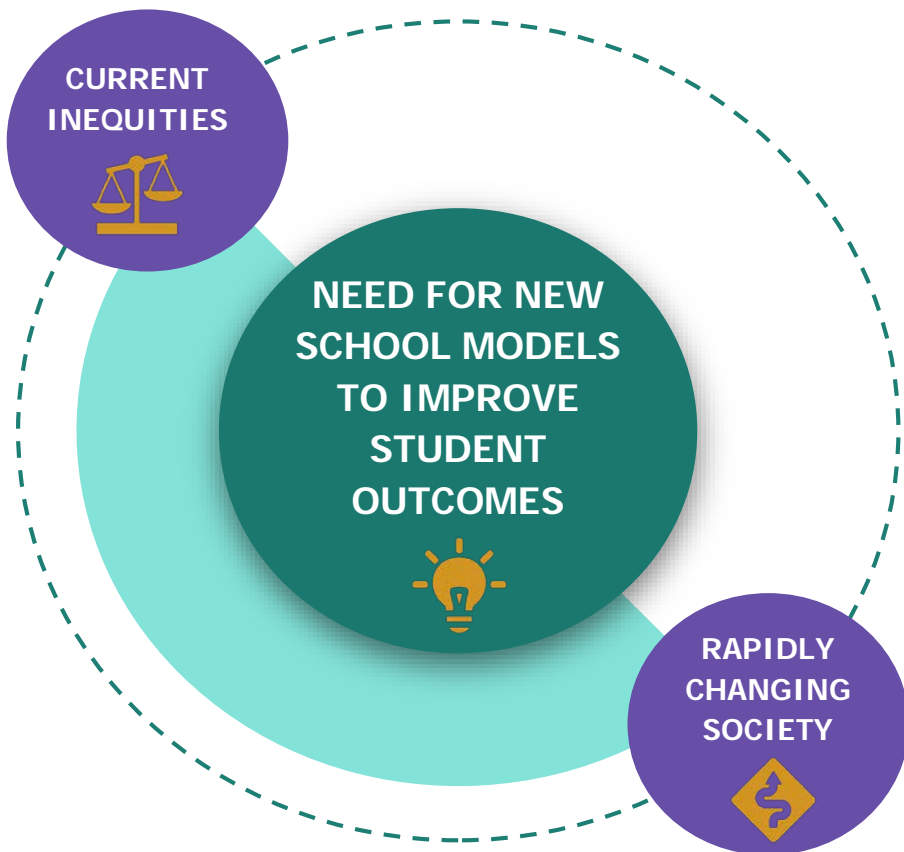 CURRENT
INEQUITIES
NEED FOR NEW
SCHOOL MODELS
TO IMPROVE
STUDENT
OUTCOMES
RAPIDLY
CHANGING
SOCIETY